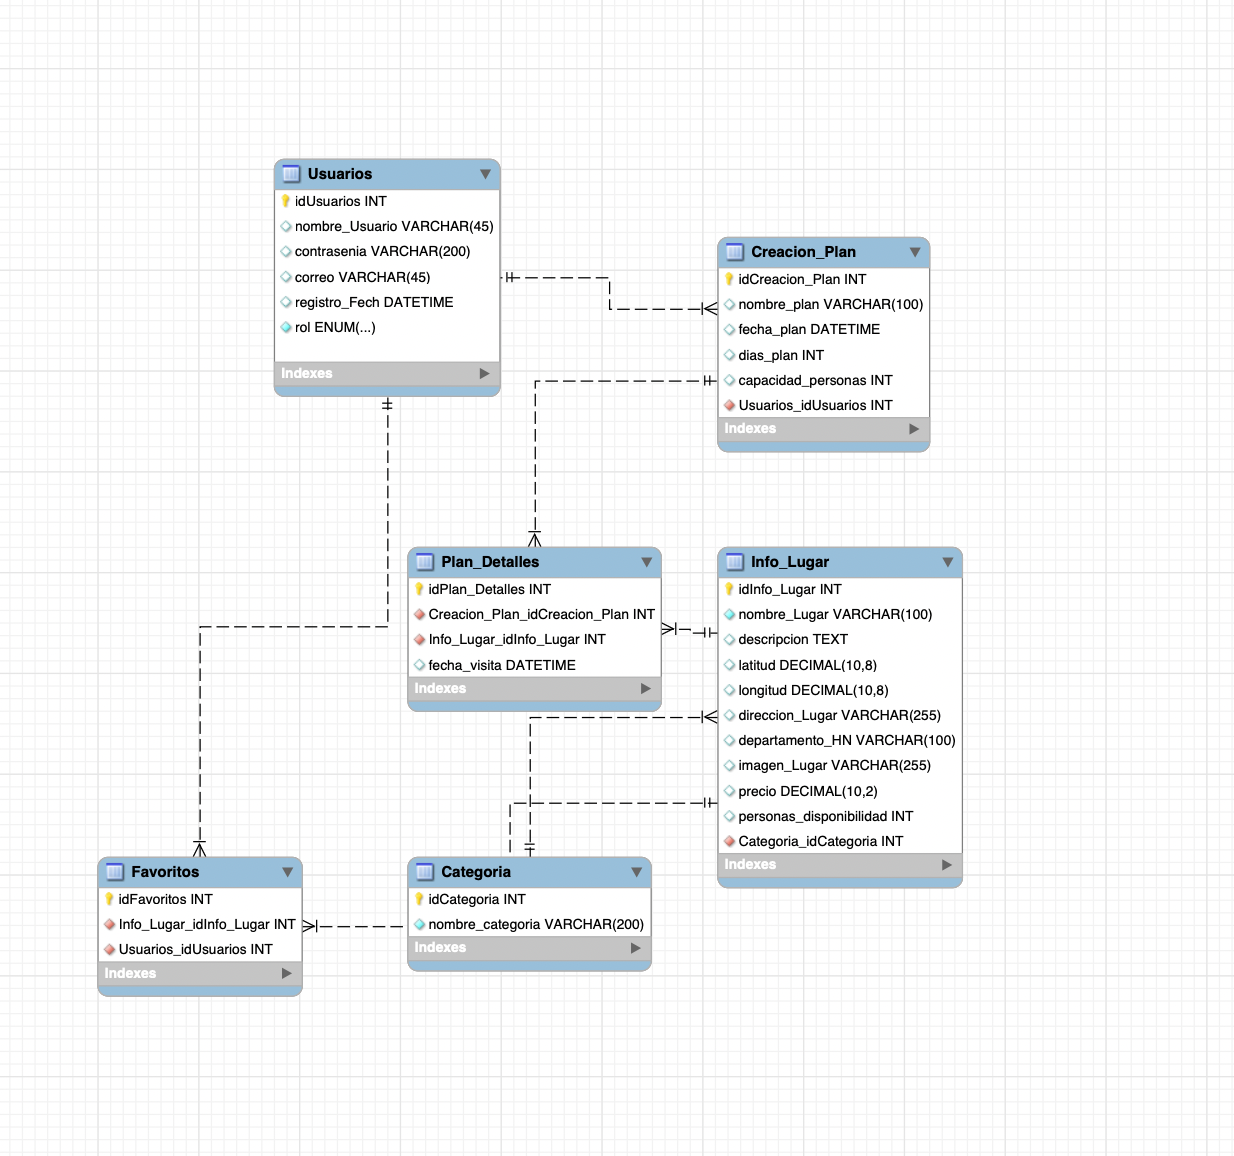 Usuarios
idUsuarios INT
nombre_Usuario VARCHAR(45)
contrasenia VARCHAR(200)
correo VARCHAR(45)
registro_Fech DATETIME
rol ENUM(...)
Indexes
Creacion_Plan
idCreacion_Plan INT
nombre_plan VARCHAR(100)
fecha_plan DATETIME
dias_plan INT
capacidad_personas INT
Usuarios_idUsuarios INT
Indexes
Plan_Detalles
idPlan_Detalles INT
Creacion_Plan_idCreacion_Plan INT
Info_Lugar_idInfo_Lugar INT
fecha_visita DATETIME
Indexes
Info_Lugar
idInfo_Lugar INT
nombre_Lugar VARCHAR(100)
descripcion TEXT
latitud DECIMAL(10,8)
longitud DECIMAL(10,8)
direccion_Lugar VARCHAR(255)
departamento_HN VARCHAR(100)
imagen_Lugar VARCHAR(255)
precio DECIMAL(10,2)
personas_disponibilidad INT
Categoria_idCategoria INT
Indexes
Favoritos
idFavoritos INT
Info_Lugar_idInfo_Lugar INT
Usuarios_idUsuarios INT
Indexes
Categoria
idCategoria INT
nombre_categoria VARCHAR(200)
Indexes